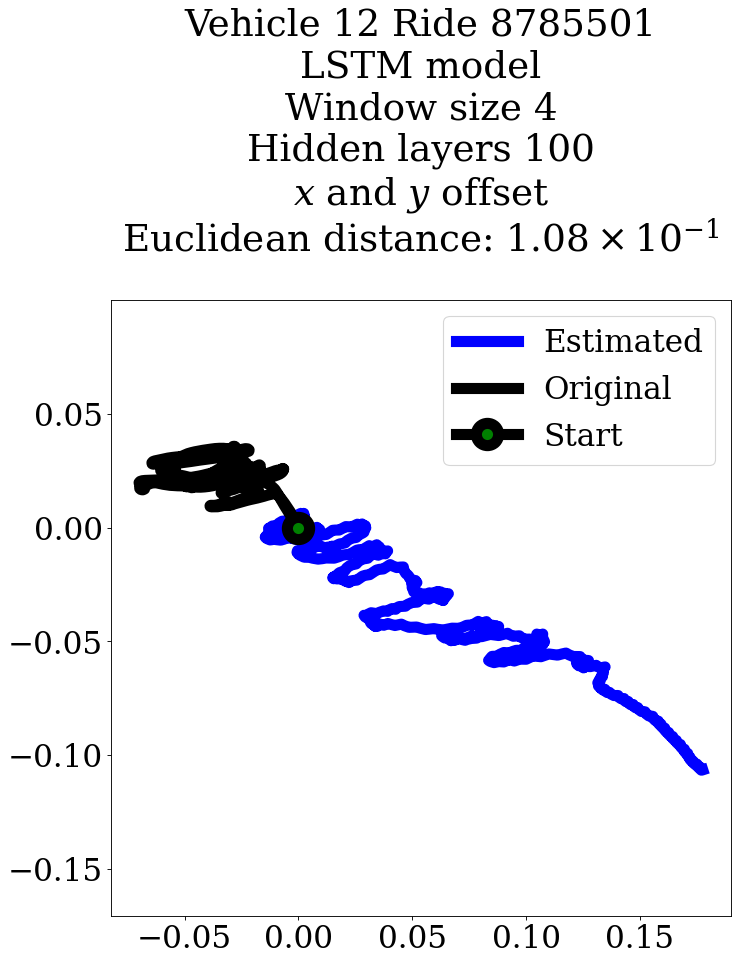 Vehicle 12 Ride 8785501
LSTM model
Window size 4
Hidden layers 100
x and y offset
Euclidean distance: 1.08 × 10⁻¹
Estimated
Original
Start
0.05
0.00
−0.05
−0.10
−0.15
−0.05 0.00 0.05 0.10 0.15